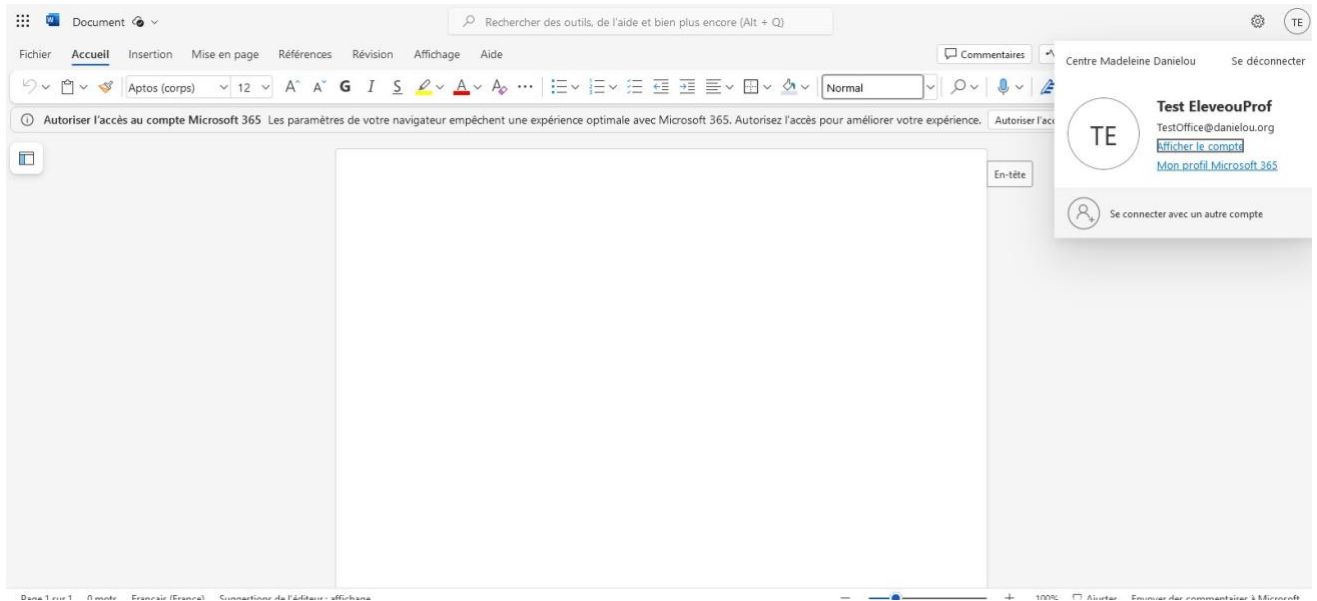 Document
Rechercher des outils, de l'aide et bien plus encore (Alt + Q)
TE
Fichier Accueil Insertion Mise en page Références Révision Affichage Aide
Commentaires
Centre Madeleine Danielou Se déconnecter
Aptos (corps) 12 A A G I S A A Normal
Autoriser l'accès au compte Microsoft 365 Les paramètres de votre navigateur empêchent une expérience optimale avec Microsoft 365. Autorisez l'accès pour améliorer votre expérience. Autoriser l'acc
TE
Test EleveouProf
TestOffice@danielou.org
Afficher le compte
Mon profil Microsoft 365
En-tête
Se connecter avec un autre compte
Page 1 sur 1 0 mots Français (France) Suggestions de l'éditeur : affichage 100% Ajuster Envoyer des commentaires à Microsoft